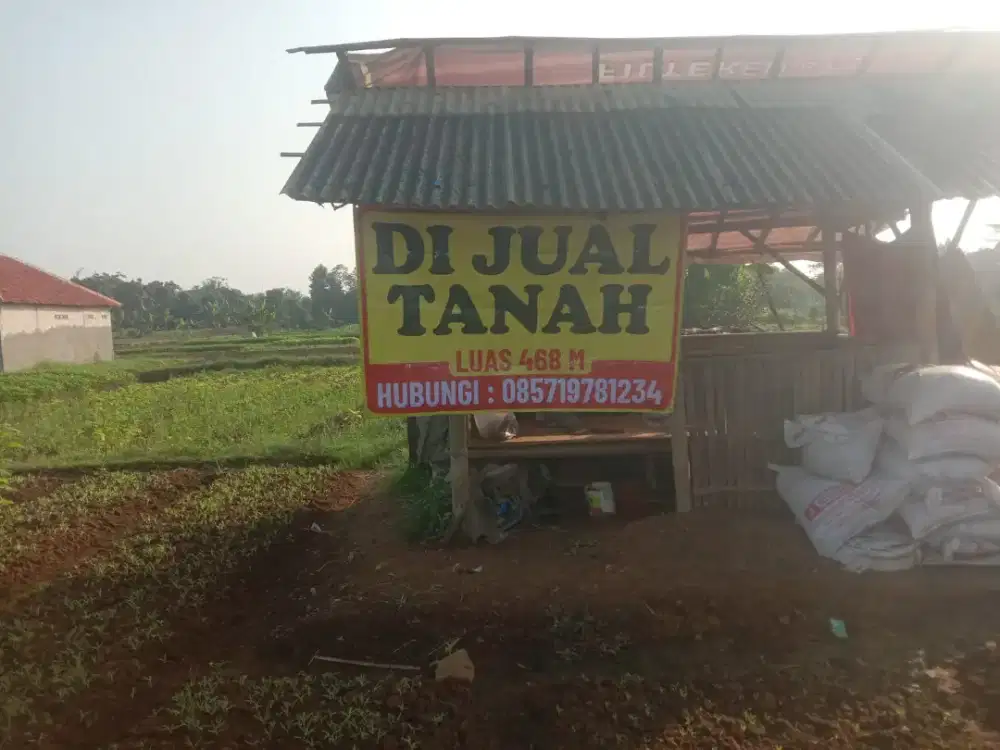 DI JUAL
TANAH
LUAS 468 M
HUBUNGI : 085719781234